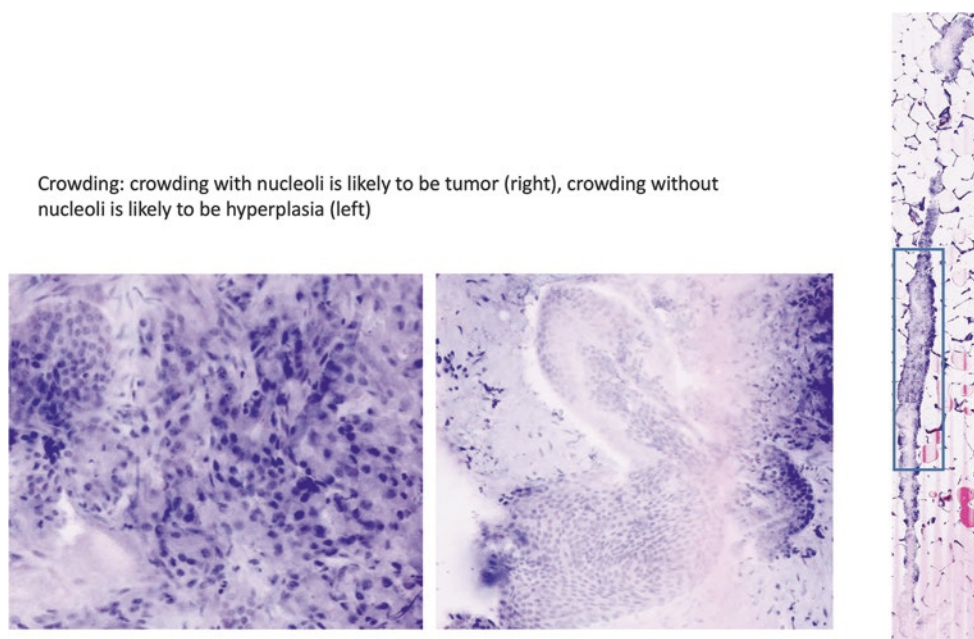 Crowding: crowding with nucleoli is likely to be tumor (right), crowding without
nucleoli is likely to be hyperplasia (left)